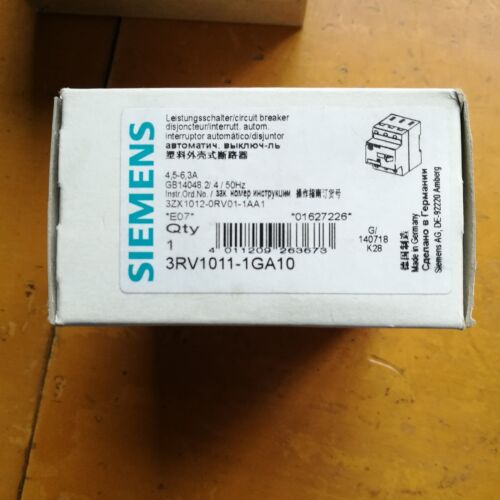 SIEMENS
Leistungsschalter/circuit breaker
disjoncteur/interrutt. autom.
interruptor automático/disjuntor
автоматич. выключ-ль
塑料外壳式断路器
4,5-6,3A
GB14048.2/.4 / 50Hz
Instr.Ord.No./ зак. номер инструкции 操作指南订货号
3ZX1012-0RV01-1AA1
"E07" "01627226"
Qty
1
4 011209 263673
3RV1011-1GA10
G/
140718
K28
德国制造
Made in Germany
Сделано в Германии
Siemens AG, DE-92220 Amberg